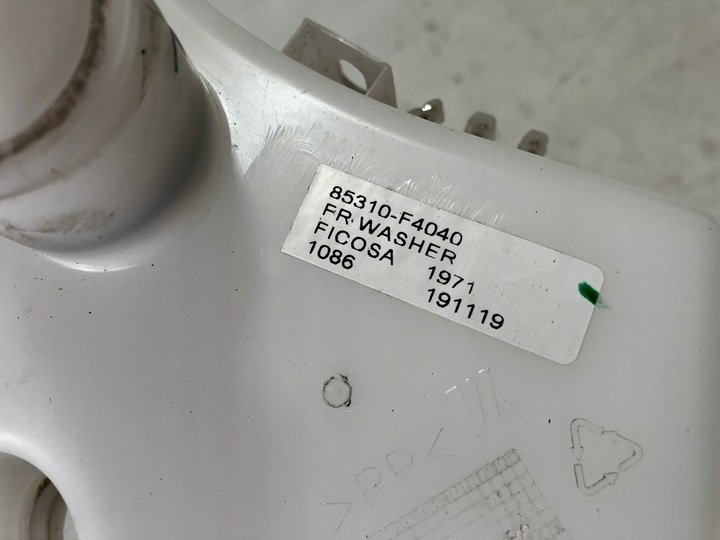 85310-F4040
FR.WASHER
FICOSA 1971
1086 191119
>PP<